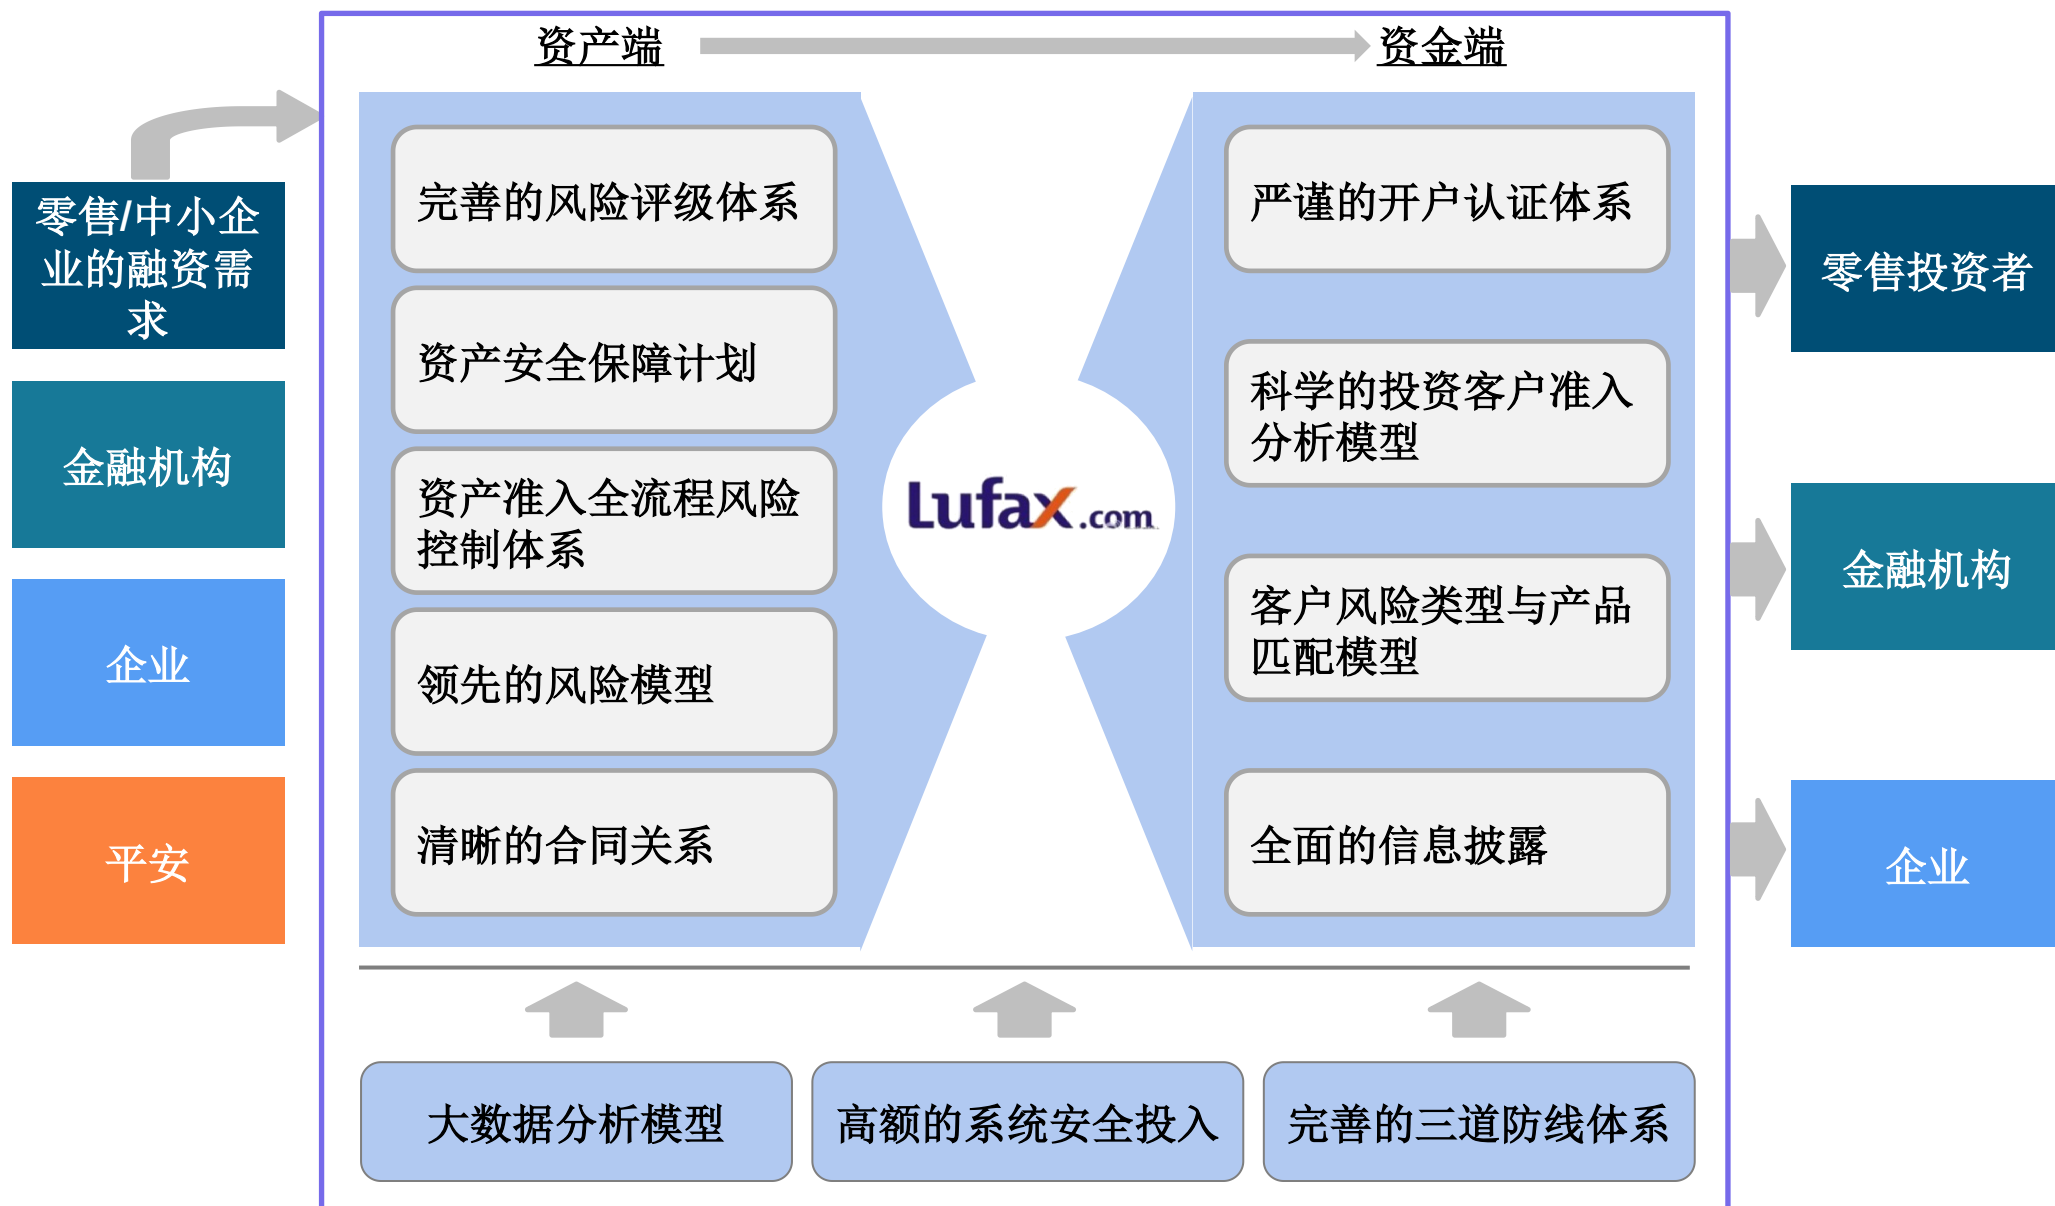 资产端
资金端
零售/中小企
业的融资需
求
金融机构
企业
平安
完善的风险评级体系
资产安全保障计划
资产准入全流程风险
控制体系
领先的风险模型
清晰的合同关系
Lufax.com
严谨的开户认证体系
科学的投资客户准入
分析模型
客户风险类型与产品
匹配模型
全面的信息披露
零售投资者
金融机构
企业
大数据分析模型
高额的系统安全投入
完善的三道防线体系